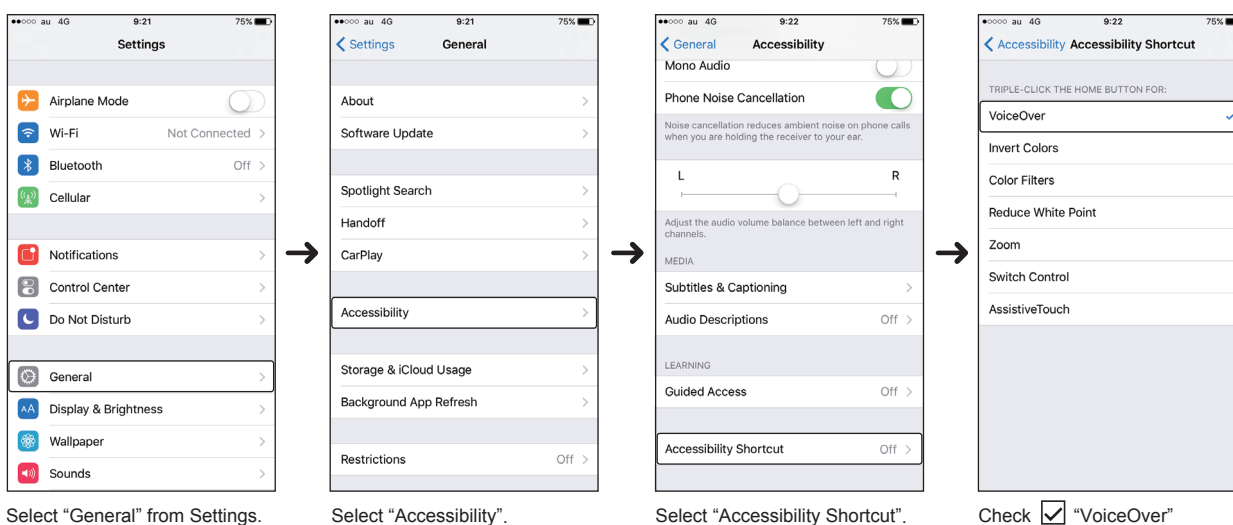 au 4G 9:21 75%
Settings
Airplane Mode
Wi-Fi Not Connected
Bluetooth Off
Cellular
Notifications
Control Center
Do Not Disturb
General
AA Display & Brightness
Wallpaper
Sounds
Select “General” from Settings.
au 4G 9:21 75%
Settings General
About
Software Update
Spotlight Search
Handoff
CarPlay
Accessibility
Storage & iCloud Usage
Background App Refresh
Restrictions Off
Select “Accessibility”.
au 4G 9:22 75%
General Accessibility
Mono Audio
Phone Noise Cancellation
Noise cancellation reduces ambient noise on phone calls
when you are holding the receiver to your ear.
L R
Adjust the audio volume balance between left and right
channels.
MEDIA
Subtitles & Captioning
Audio Descriptions Off
LEARNING
Guided Access Off
Accessibility Shortcut Off
Select “Accessibility Shortcut”.
au 4G 9:22 75%
Accessibility Accessibility Shortcut
TRIPLE-CLICK THE HOME BUTTON FOR:
VoiceOver
Invert Colors
Color Filters
Reduce White Point
Zoom
Switch Control
AssistiveTouch
Check ☑ “VoiceOver”